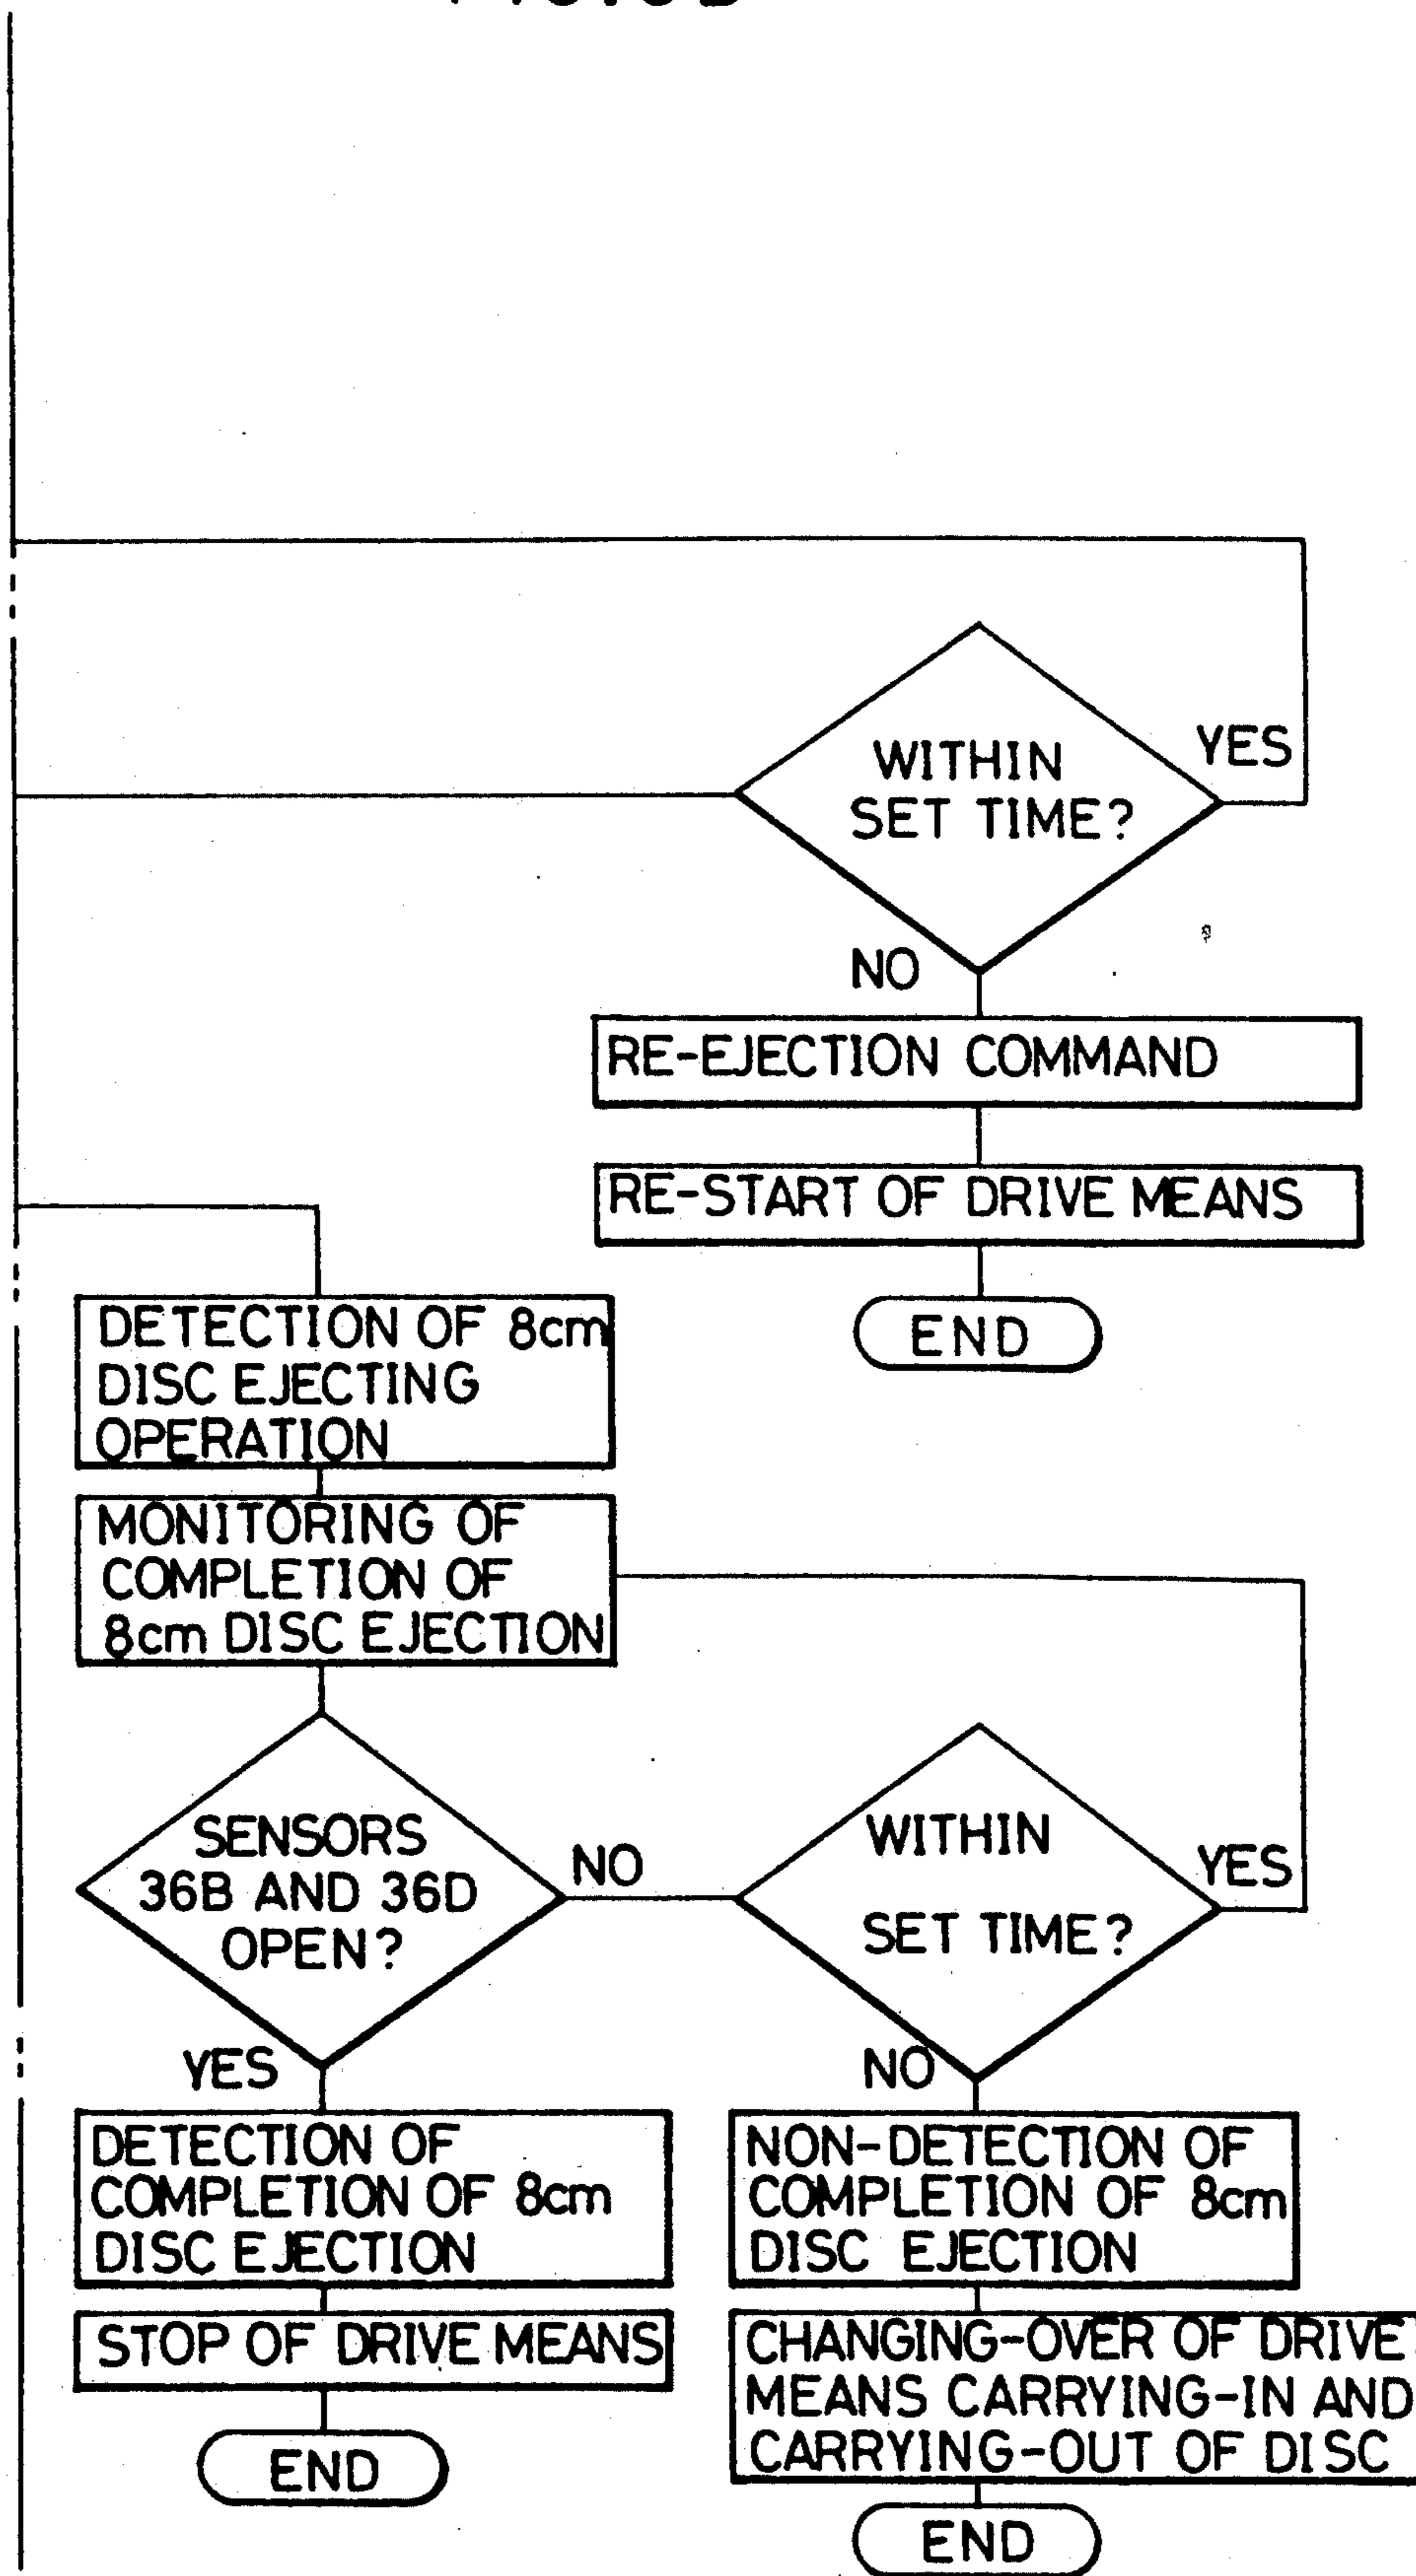 WITHIN
SET TIME?
YES
NO
RE-EJECTION COMMAND
RE-START OF DRIVE MEANS
END
DETECTION OF 8cm
DISC EJECTING
OPERATION
MONITORING OF
COMPLETION OF
8cm DISC EJECTION
SENSORS
36B AND 36D
OPEN?
NO
YES
WITHIN
SET TIME?
YES
NO
DETECTION OF
COMPLETION OF 8cm
DISC EJECTION
STOP OF DRIVE MEANS
END
NON-DETECTION OF
COMPLETION OF 8cm
DISC EJECTION
CHANGING-OVER OF DRIVE
MEANS CARRYING-IN AND
CARRYING-OUT OF DISC
END